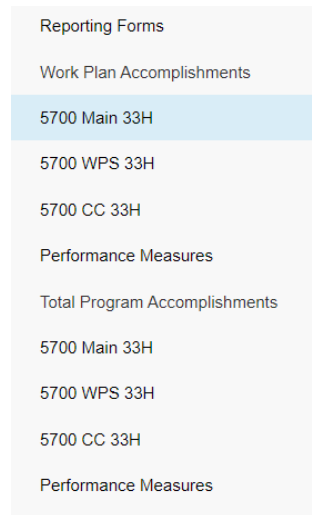 Reporting Forms
Work Plan Accomplishments
5700 Main 33H
5700 WPS 33H
5700 CC 33H
Performance Measures
Total Program Accomplishments
5700 Main 33H
5700 WPS 33H
5700 CC 33H
Performance Measures